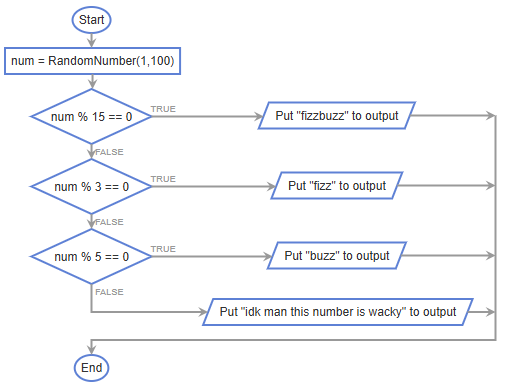 Start
num = RandomNumber(1,100)
num % 15 == 0
TRUE
Put "fizzbuzz" to output
FALSE
num % 3 == 0
TRUE
Put "fizz" to output
FALSE
num % 5 == 0
TRUE
Put "buzz" to output
FALSE
Put "idk man this number is wacky" to output
End